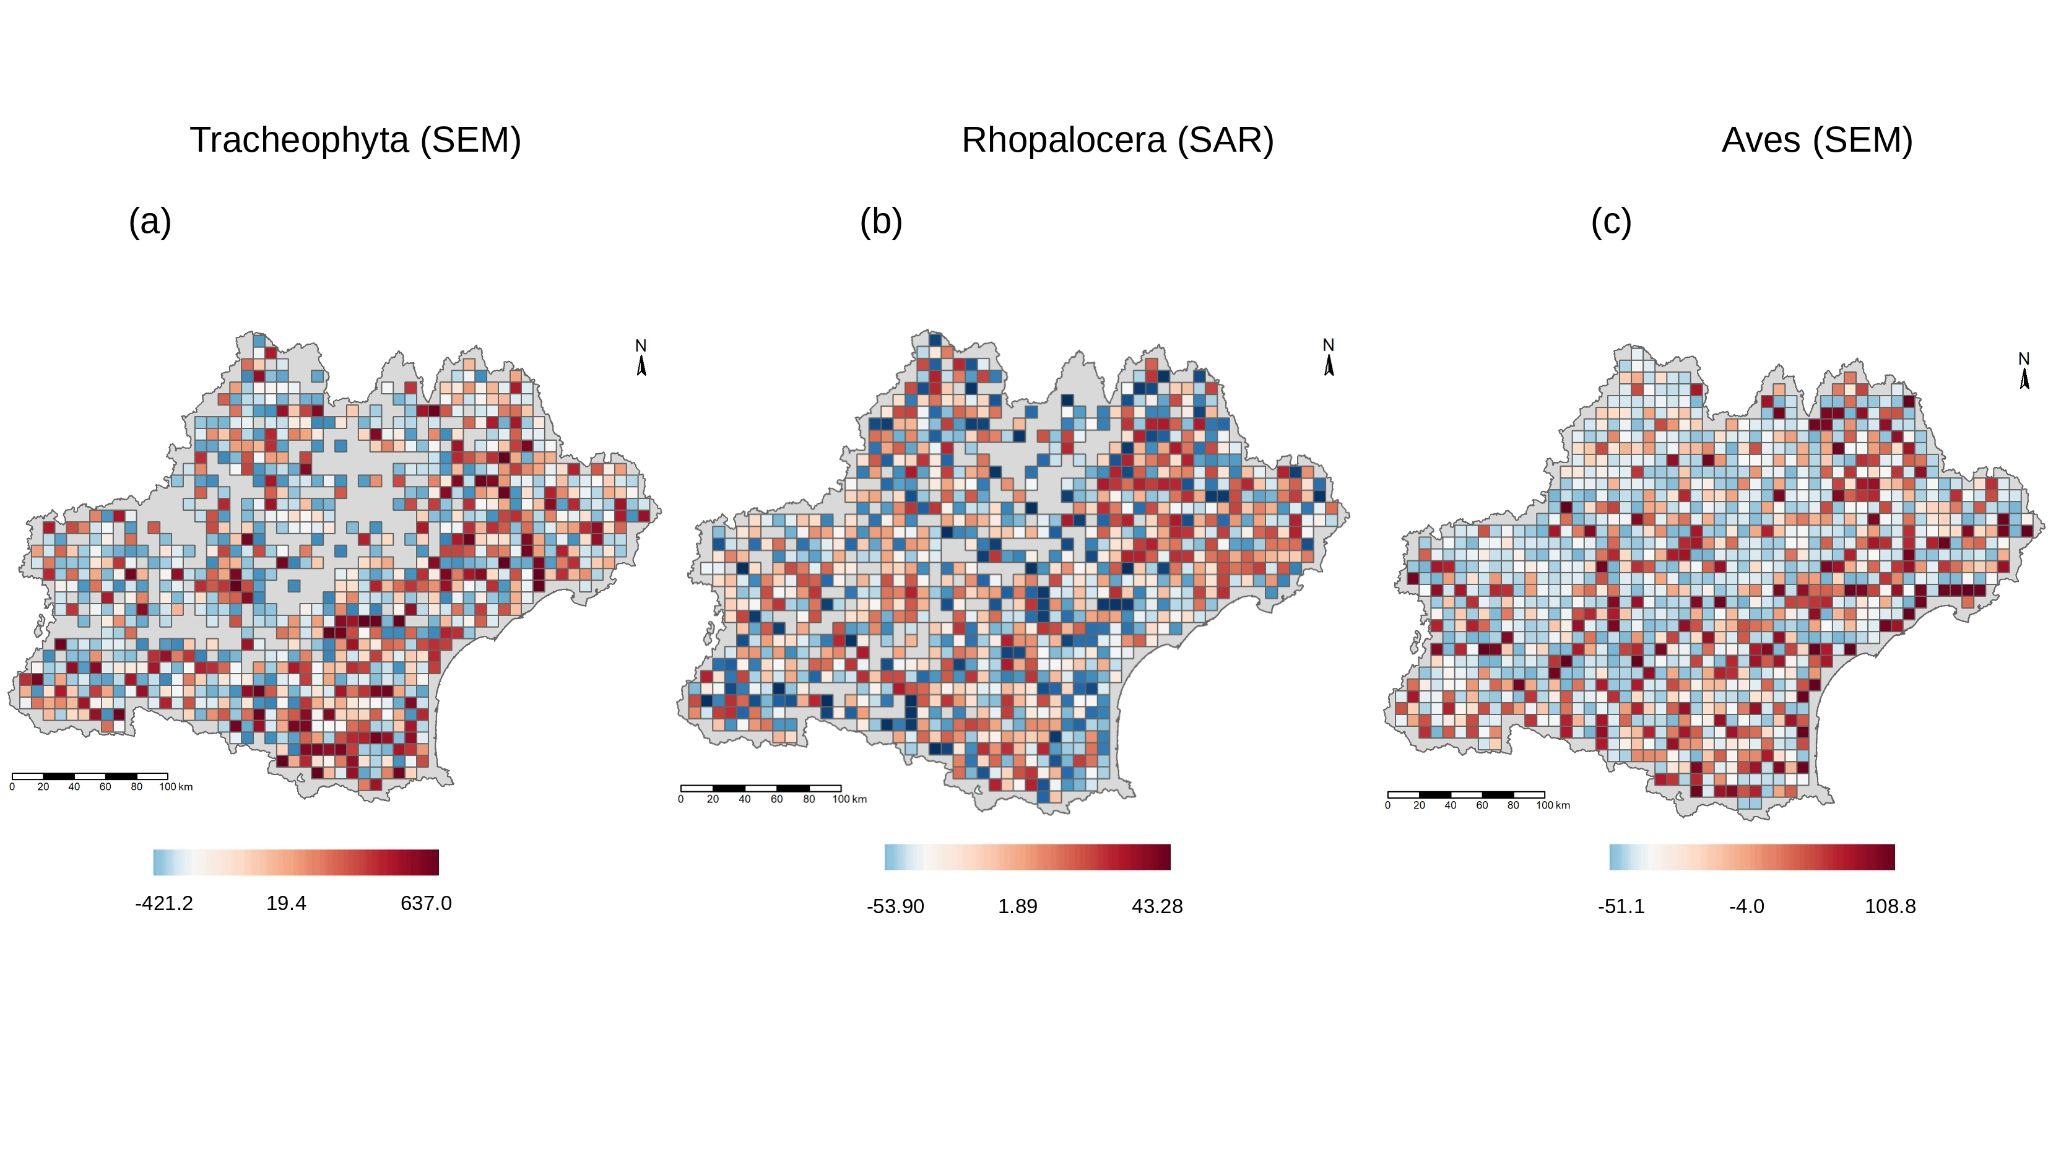 Tracheophyta (SEM)
Rhopalocera (SAR)
Aves (SEM)
(a)
(b)
(c)
N
N
N
0 20 40 60 80 100 km
0 20 40 60 80 100 km
0 20 40 60 80 100 km
-421.2 19.4 637.0
-53.90 1.89 43.28
-51.1 -4.0 108.8